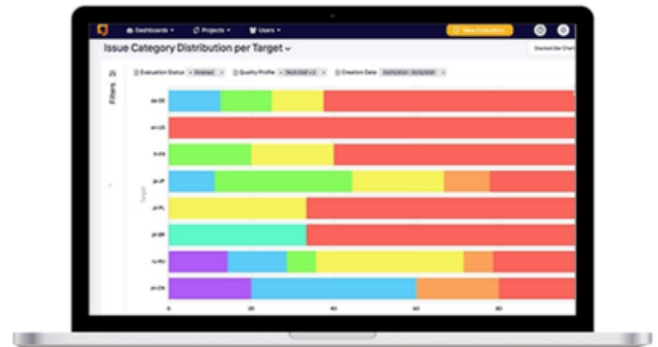 Dashboards Projects Users New Evaluation
Issue Category Distribution per Target
Stacked Bar Chart
Filters
Evaluation Status Finished Quality Profile Creation Date
Target
de-DE
en-US
ja-JP
pl-PL
pt-BR
ru-RU
zh-CN
0 20 40 60 80